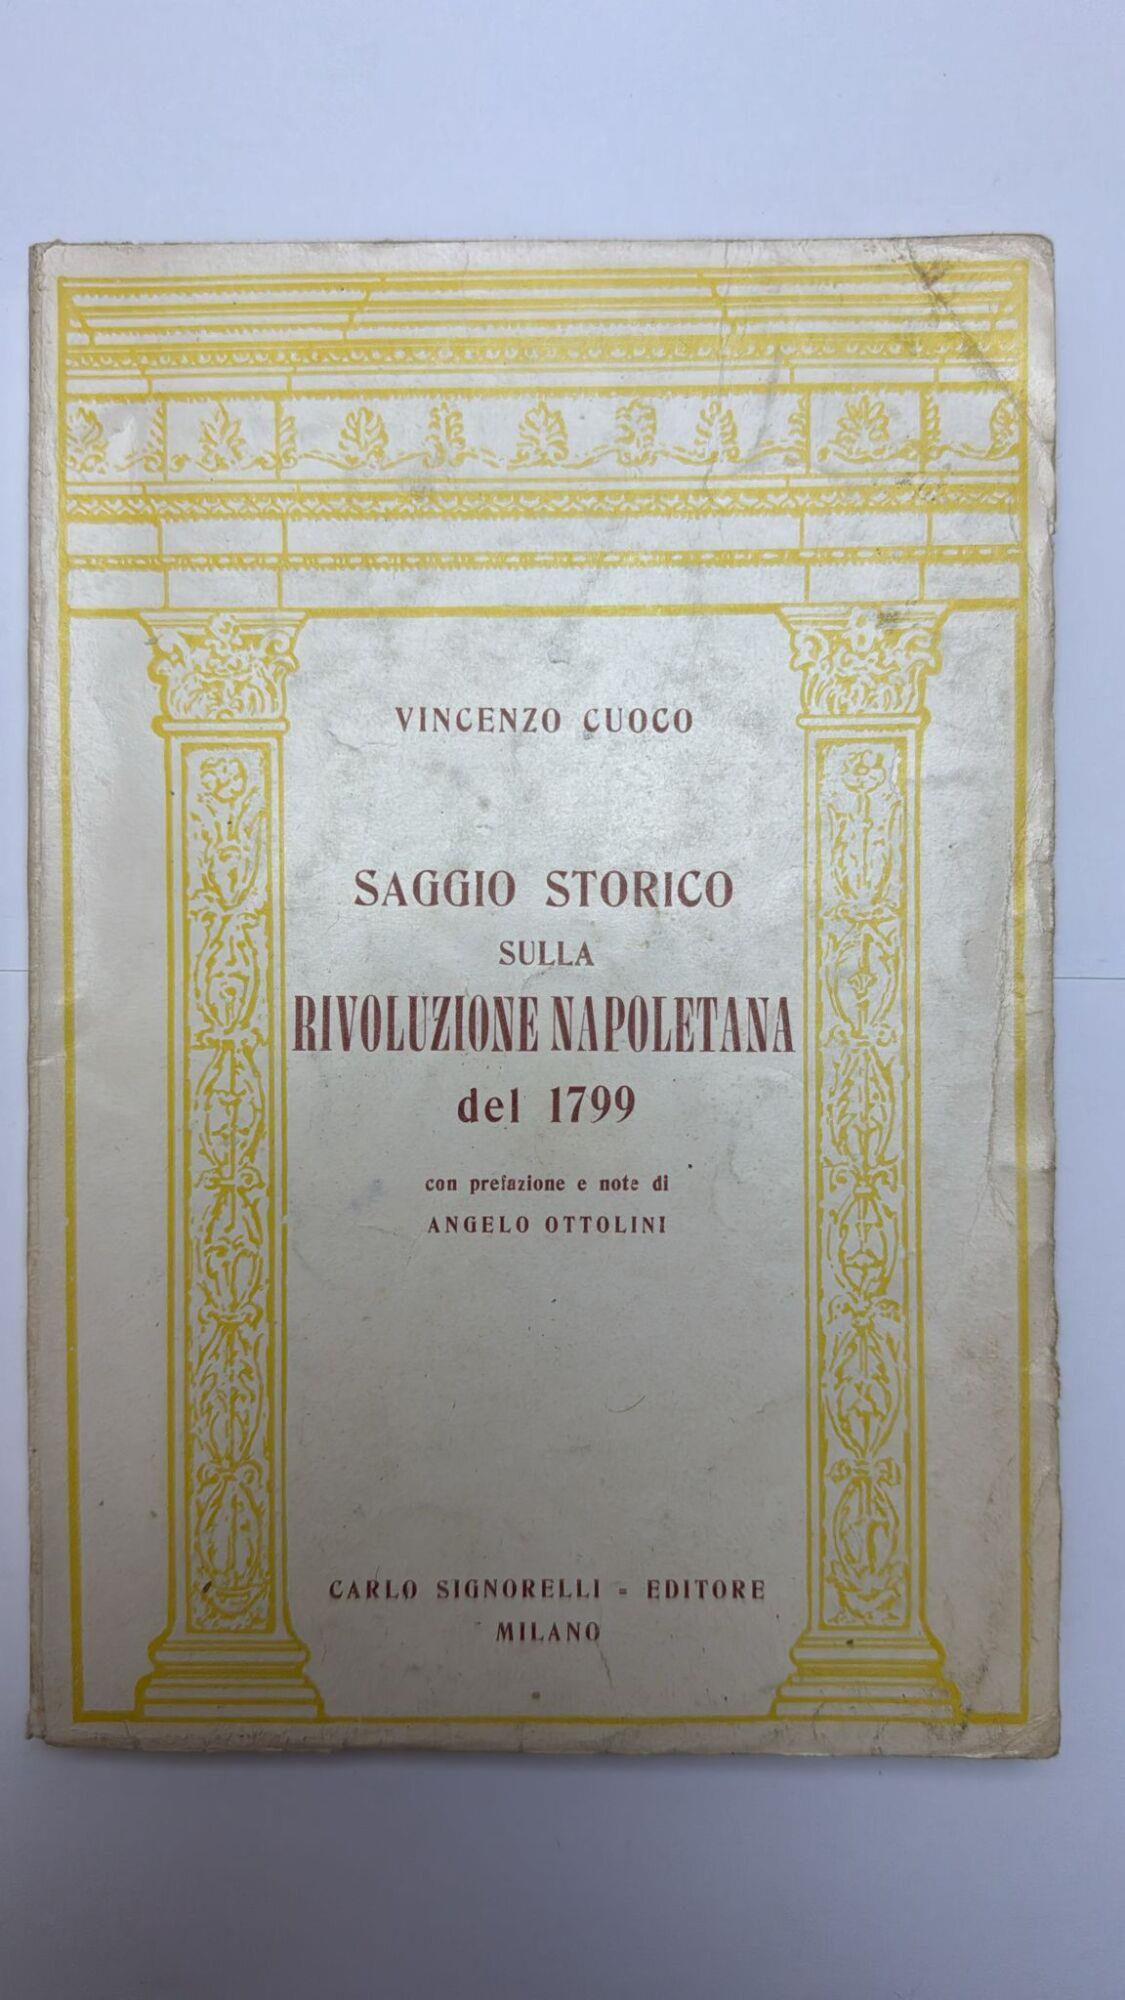 VINCENZO CUOCO
SAGGIO STORICO
SULLA
RIVOLUZIONE NAPOLETANA
del 1799
con prefazione e note di
ANGELO OTTOLINI
CARLO SIGNORELLI = EDITORE
MILANO